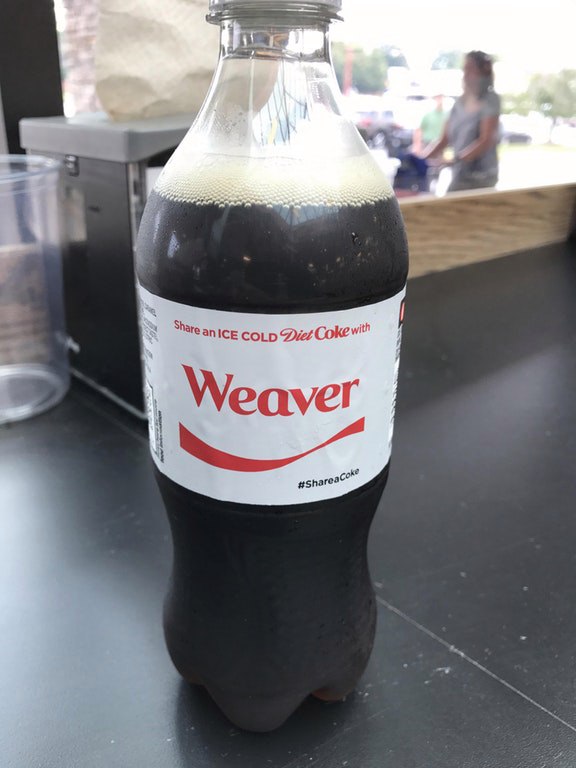 Share an ICE COLD Diet Coke with
Weaver
#ShareaCoke